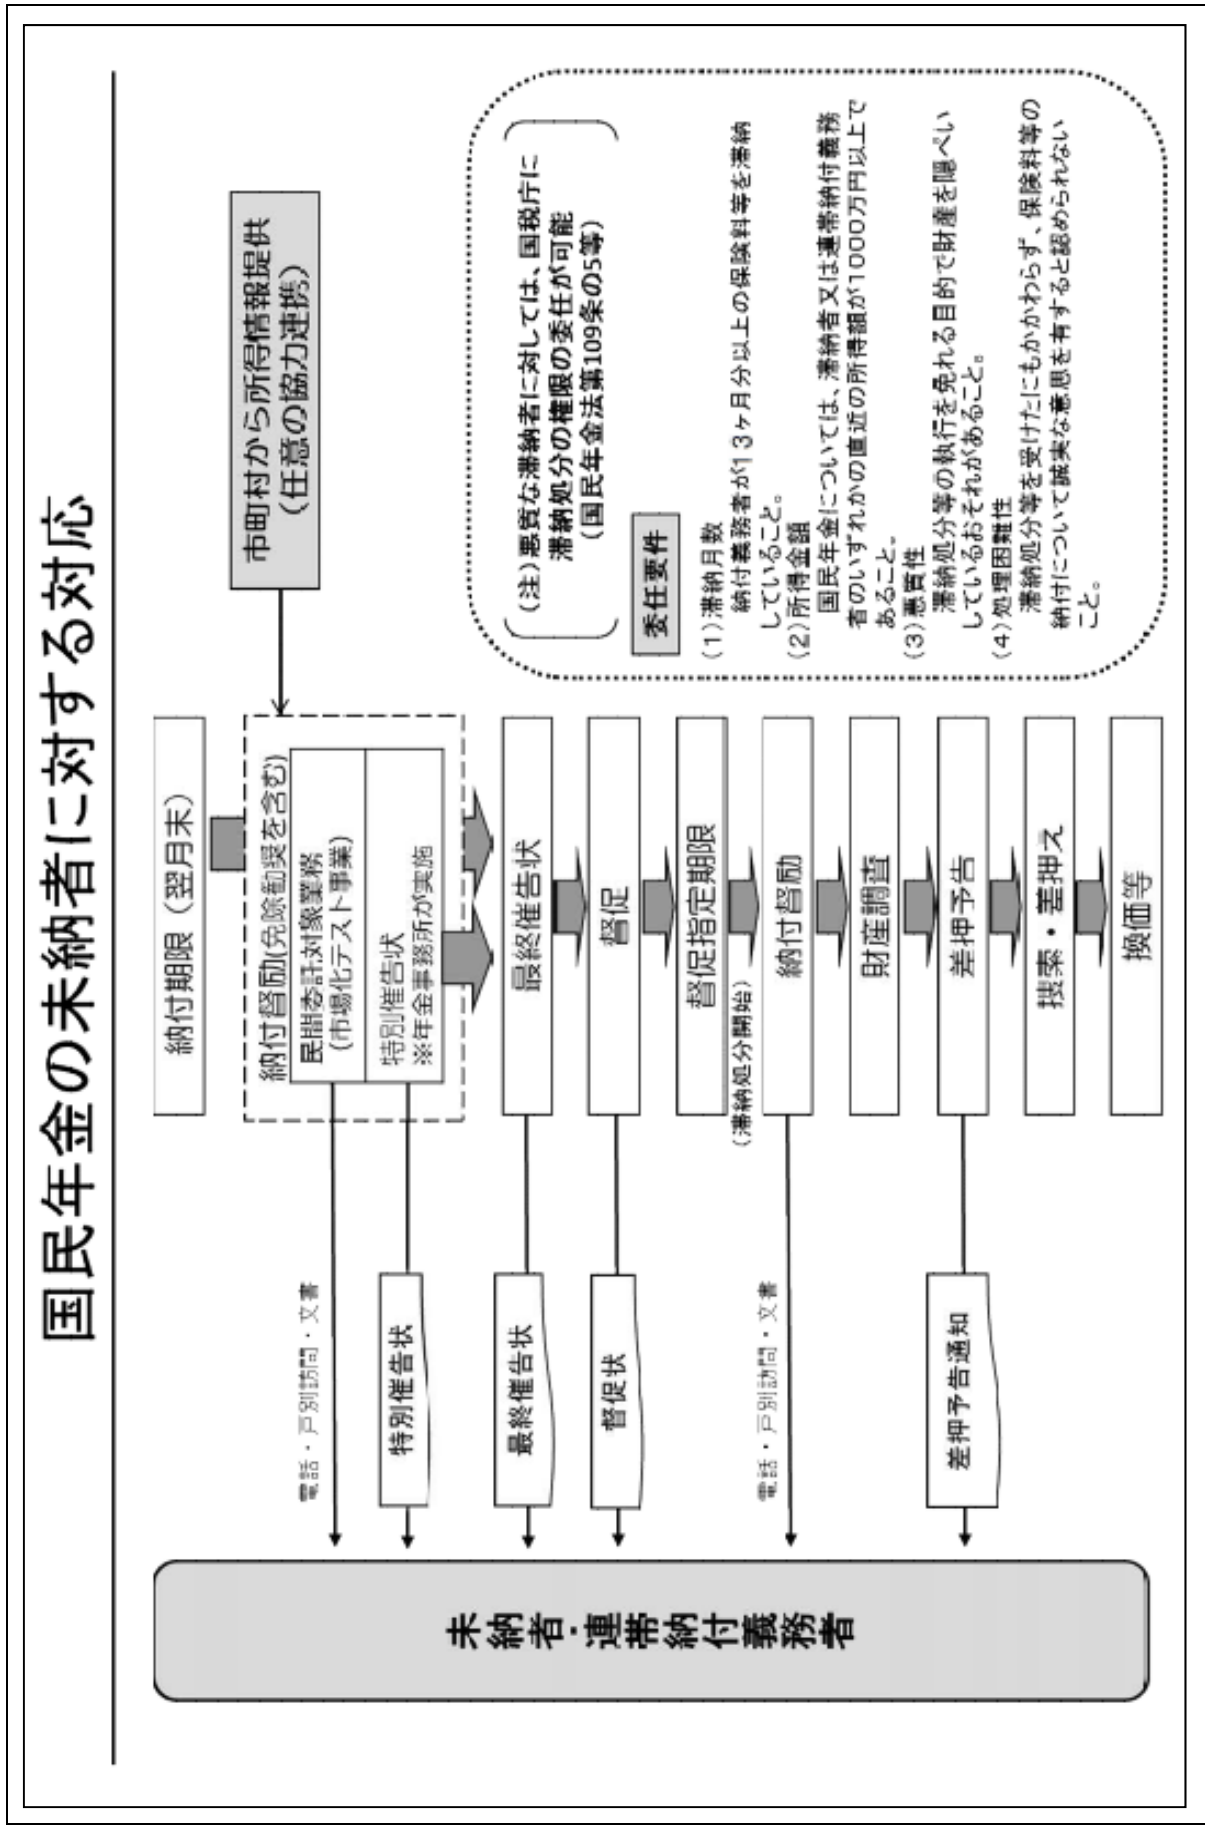 国民年金の未納者に対する対応
市町村から所得情報提供
（任意の協力連携）
納付期限（翌月末）
納付督励(免除勧奨を含む)
民間委託対象業務
(市場化テスト事業)
特別催告状
※年金事務所が実施
最終催告状
督促
督促指定期限
（滞納処分開始）
納付督励
財産調査
差押予告
捜索・差押え
換価等
電話・戸別訪問・文書
特別催告状
最終催告状
督促状
電話・戸別訪問・文書
差押予告通知
未納者・連帯納付義務者
（注）悪質な滞納者に対しては、国税庁に
滞納処分の権限の委任が可能
（国民年金法第109条の5等）
委任要件
（１）滞納月数
納付義務者が１３ヶ月分以上の保険料等を滞納
していること。
（２）所得金額
国民年金については、滞納者又は連帯納付義務
者のいずれかの直近の所得額が１０００万円以上で
あること。
（３）悪質性
滞納処分等の執行を免れる目的で財産を隠ぺい
しているおそれがあること。
（４）処理困難性
滞納処分等を受けたにもかかわらず、保険料等の
納付について誠実な意思を有すると認められない
こと。